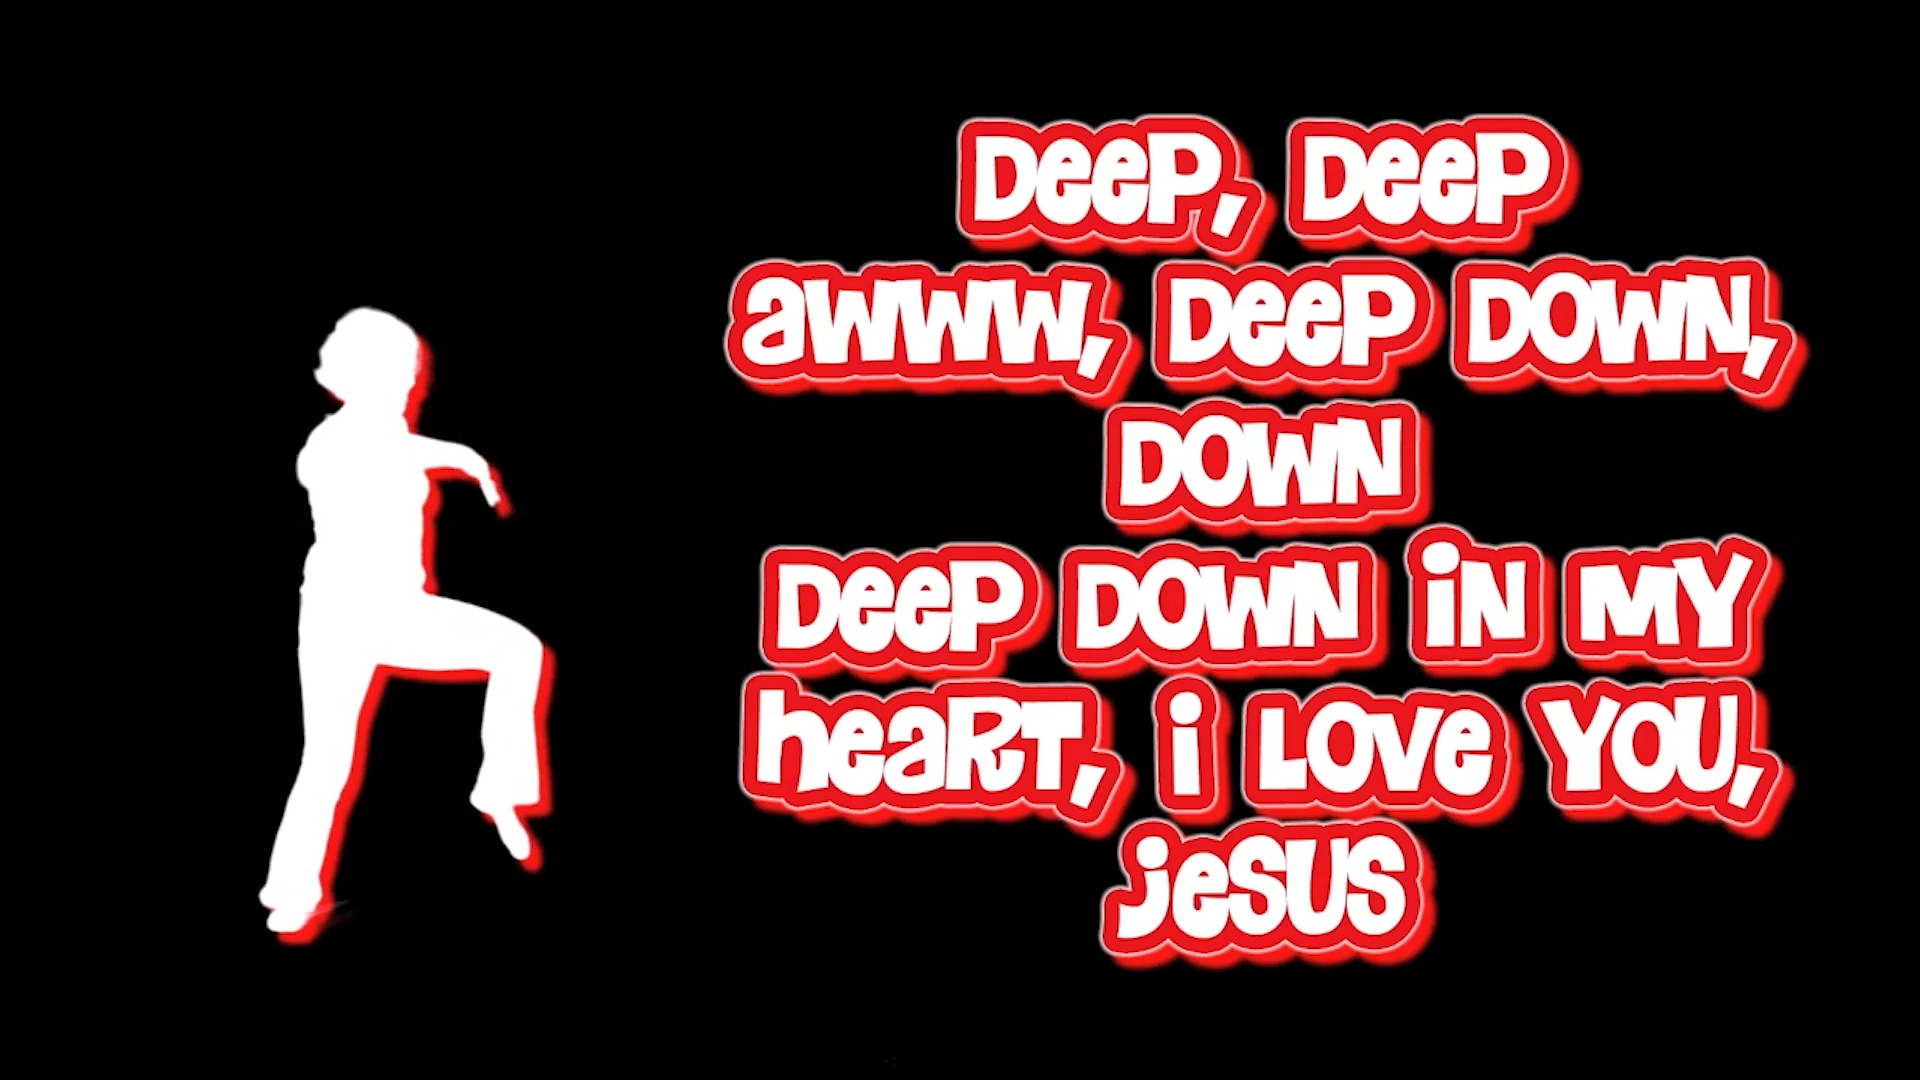 DeeP, DeeP
awww, DeeP DOWN,
DOWN
DeeP DOWN iN MY
heaRT, i LOVe YOU,
jeSUS